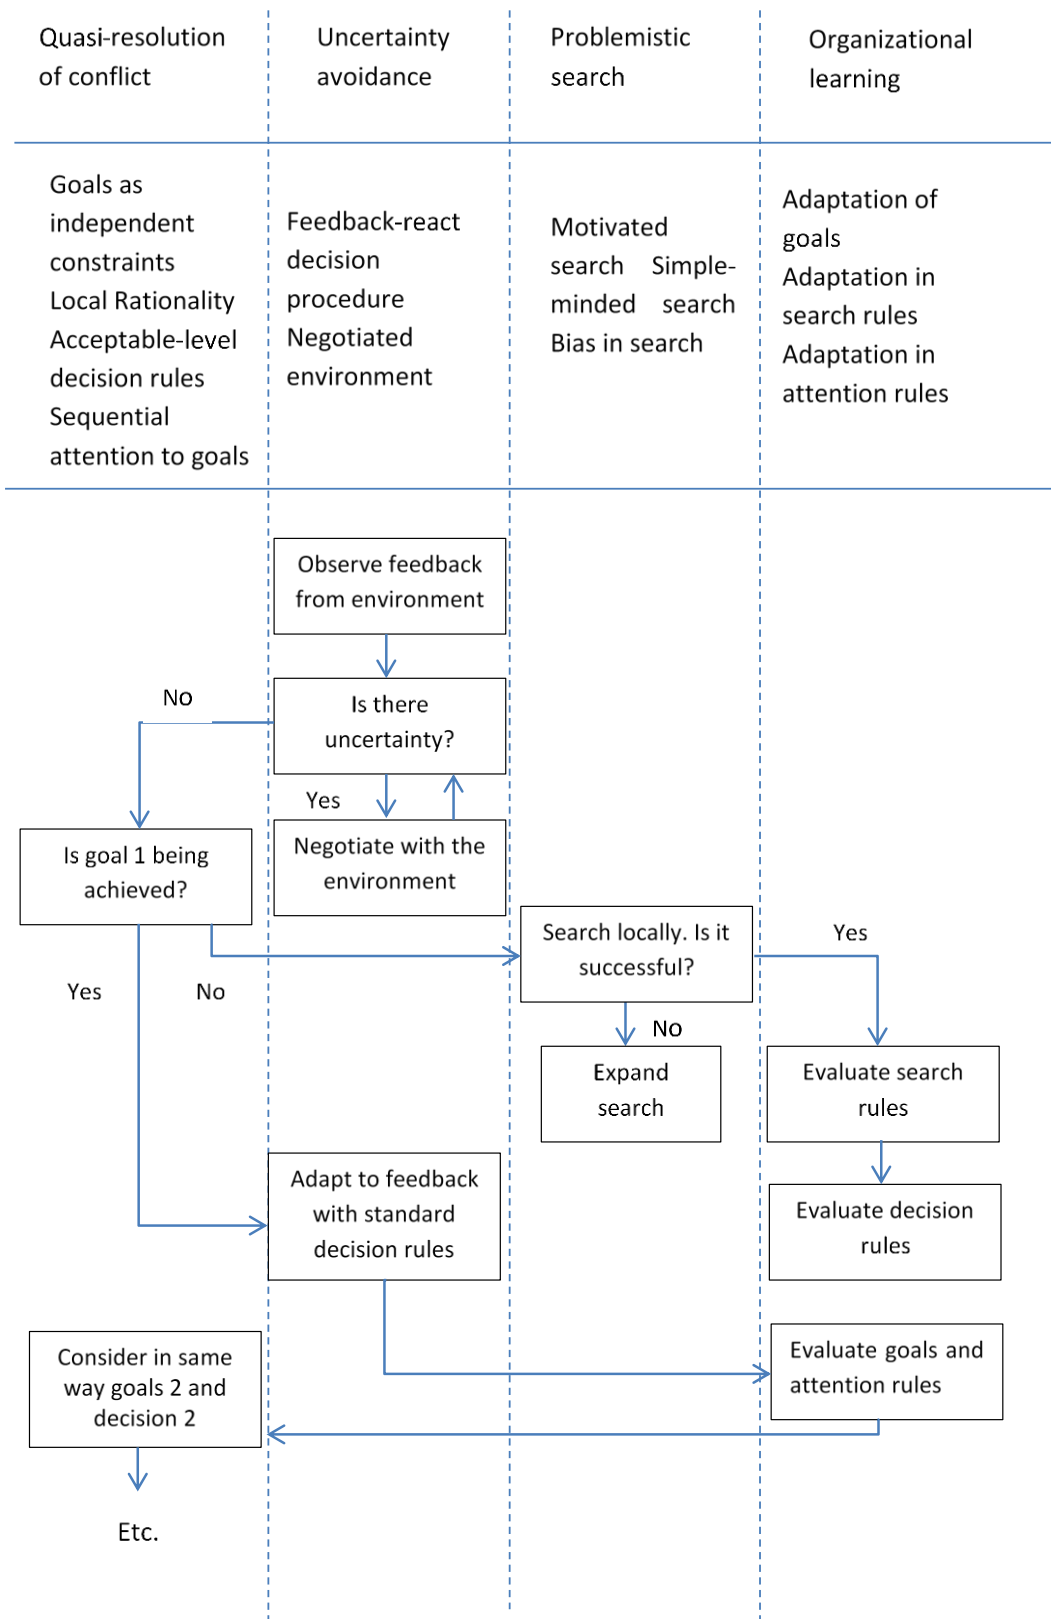 Quasi-resolution
of conflict
Uncertainty
avoidance
Problemistic
search
Organizational
learning
Goals as
independent
constraints
Local Rationality
Acceptable-level
decision rules
Sequential
attention to goals
Feedback-react
decision
procedure
Negotiated
environment
Motivated
search Simple-
minded search
Bias in search
Adaptation of
goals
Adaptation in
search rules
Adaptation in
attention rules
Observe feedback
from environment
No
Is there
uncertainty?
Yes
Is goal 1 being
achieved?
Negotiate with the
environment
Search locally. Is it
successful?
Yes
Yes
No
No
Expand
search
Evaluate search
rules
Adapt to feedback
with standard
decision rules
Evaluate decision
rules
Consider in same
way goals 2 and
decision 2
Evaluate goals and
attention rules
Etc.